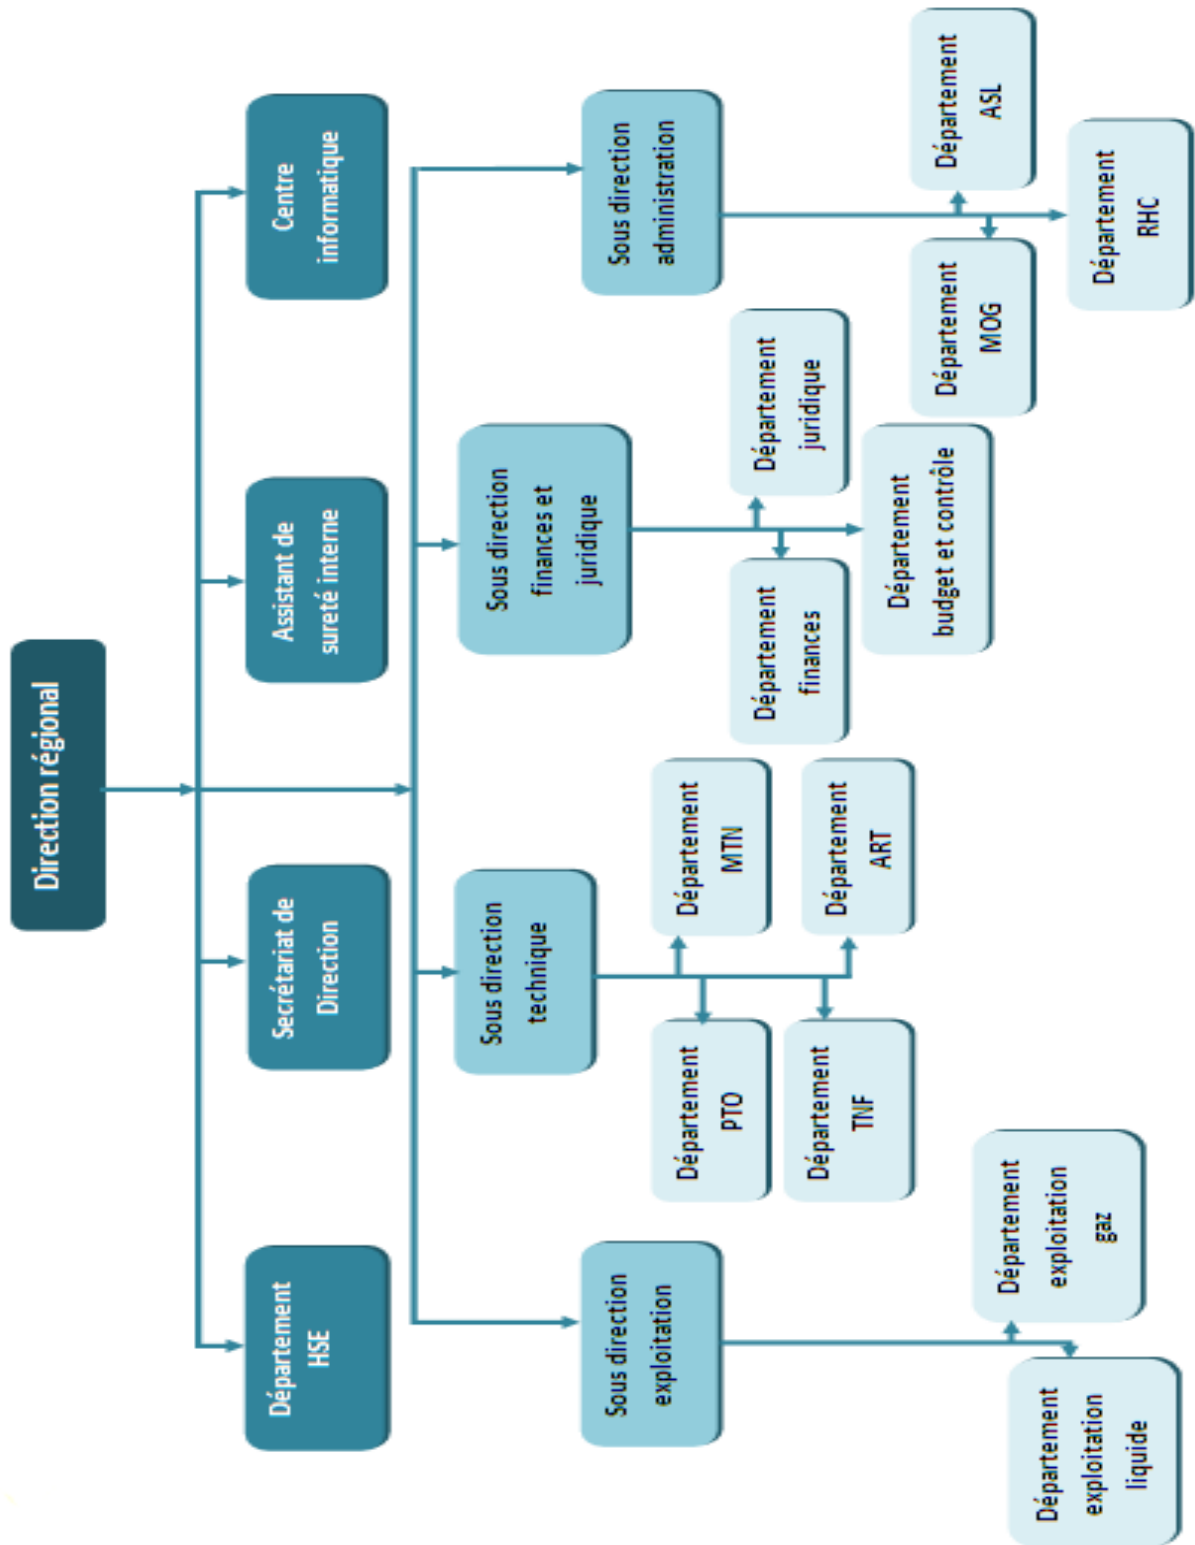 Direction régional
Département
HSE
Secrétariat de
Direction
Assistant de
sureté interne
Centre
informatique
Sous direction
exploitation
Sous direction
technique
Sous direction
finances et
juridique
Sous direction
administration
Département
exploitation
liquide
Département
exploitation
gaz
Département
PTO
Département
MTN
Département
TNF
Département
ART
Département
finances
Département
juridique
Département
budget et contrôle
Département
MOG
Département
ASL
Département
RHC